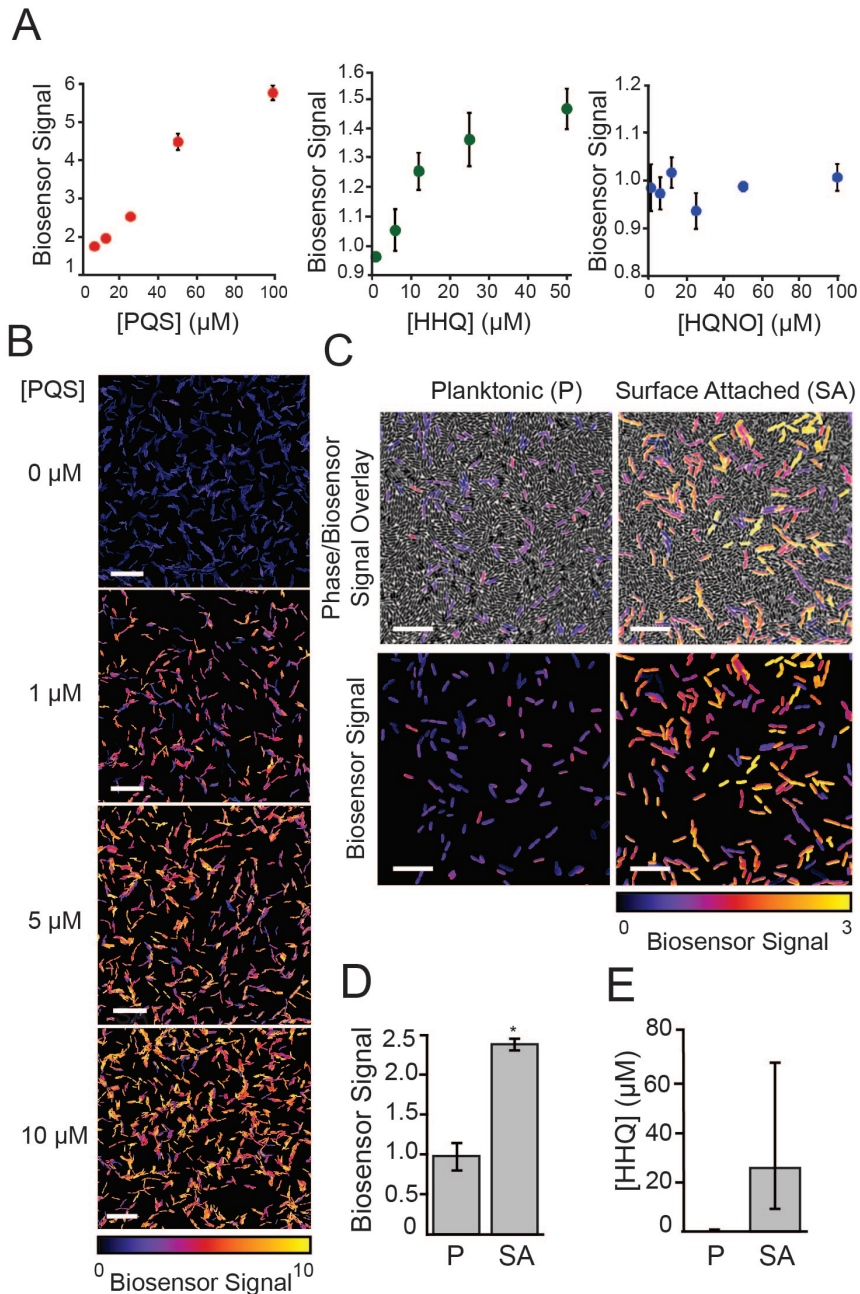 A
Biosensor Signal
6
5
4
3
2
1
0 20 40 60 80 100
[PQS] (µM)
Biosensor Signal
1.6
1.5
1.4
1.3
1.2
1.1
1.0
0.9
0 10 20 30 40 50
[HHQ] (µM)
Biosensor Signal
1.2
1.1
1.0
0.9
0.8
0 20 40 60 80 100
[HQNO] (µM)
B
[PQS]
0 µM
1 µM
5 µM
10 µM
0 10
Biosensor Signal
C
Planktonic (P) Surface Attached (SA)
Phase/Biosensor
Signal Overlay
Biosensor Signal
0 3
Biosensor Signal
D
Biosensor Signal
2.5
2.0
1.5
1.0
0.5
0
*
P SA
E
[HHQ] (µM)
80
60
40
20
0
P SA